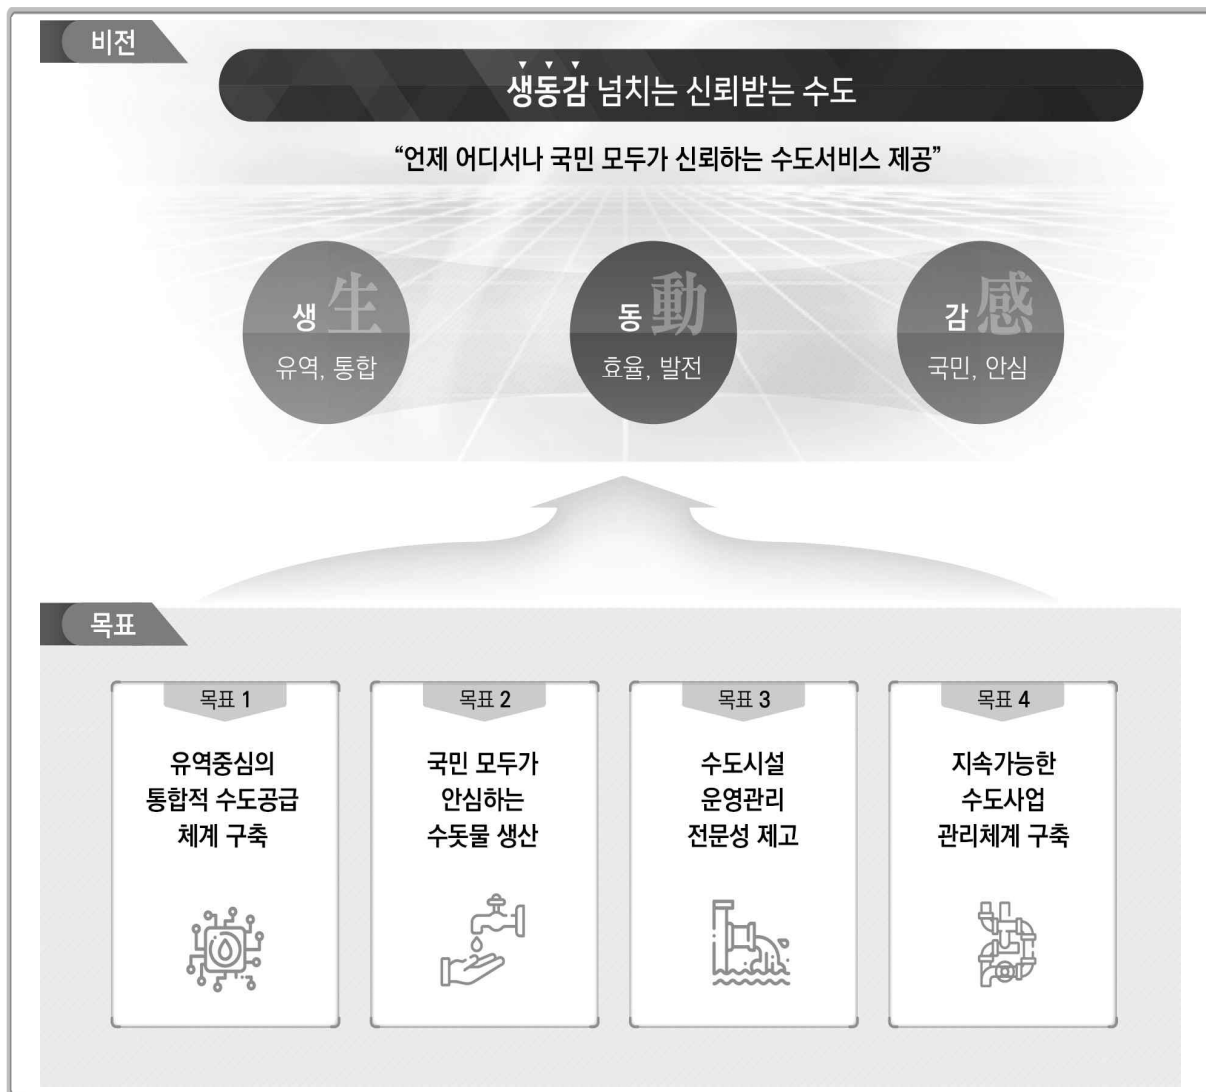 비전
생동감 넘치는 신뢰받는 수도
“언제 어디서나 국민 모두가 신뢰하는 수도서비스 제공”
생 生
유역, 통합
동 動
효율, 발전
감 感
국민, 안심
목표
목표 1
유역중심의
통합적 수도공급
체계 구축
목표 2
국민 모두가
안심하는
수돗물 생산
목표 3
수도시설
운영관리
전문성 제고
목표 4
지속가능한
수도사업
관리체계 구축